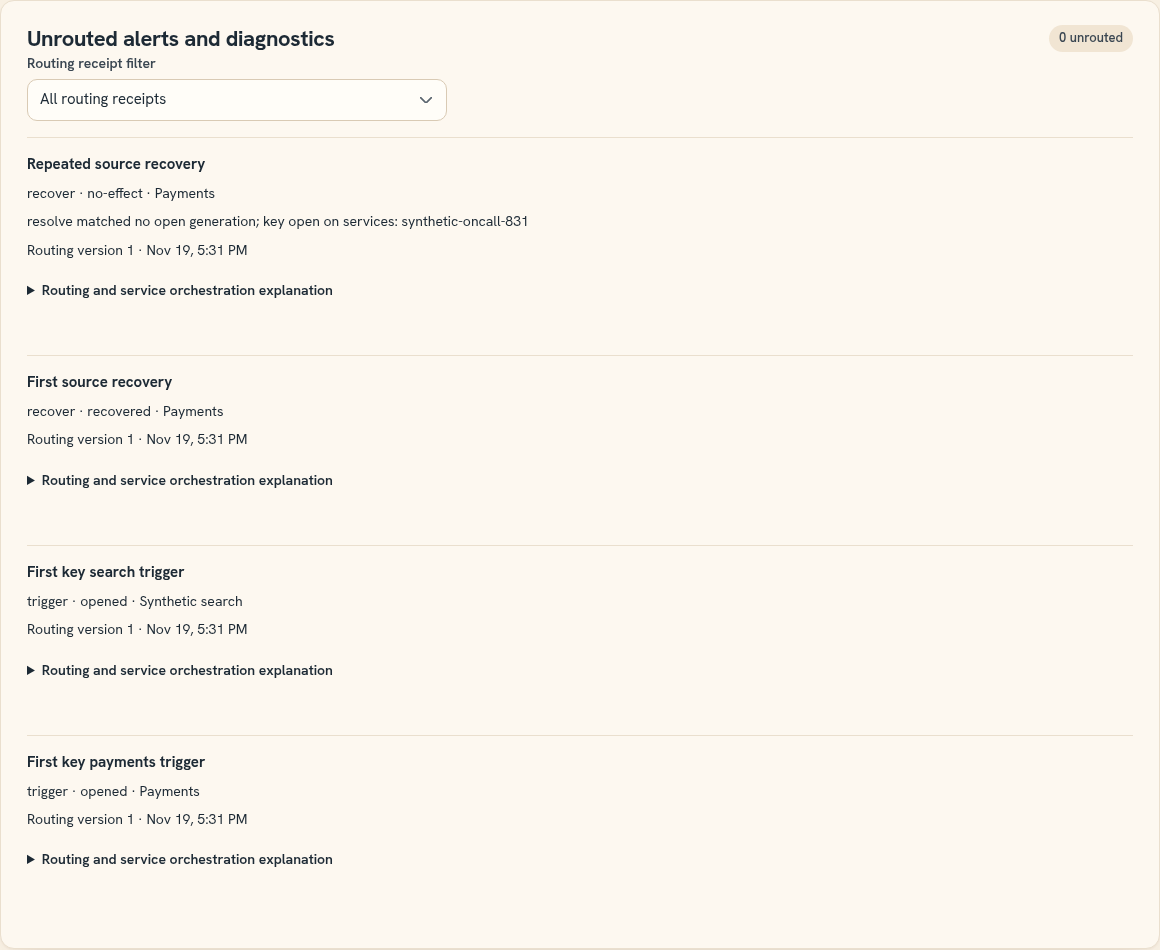 Unrouted alerts and diagnostics
0 unrouted
Routing receipt filter
All routing receipts
Repeated source recovery
recover · no-effect · Payments
resolve matched no open generation; key open on services: synthetic-oncall-831
Routing version 1 · Nov 19, 5:31 PM
Routing and service orchestration explanation
First source recovery
recover · recovered · Payments
Routing version 1 · Nov 19, 5:31 PM
Routing and service orchestration explanation
First key search trigger
trigger · opened · Synthetic search
Routing version 1 · Nov 19, 5:31 PM
Routing and service orchestration explanation
First key payments trigger
trigger · opened · Payments
Routing version 1 · Nov 19, 5:31 PM
Routing and service orchestration explanation